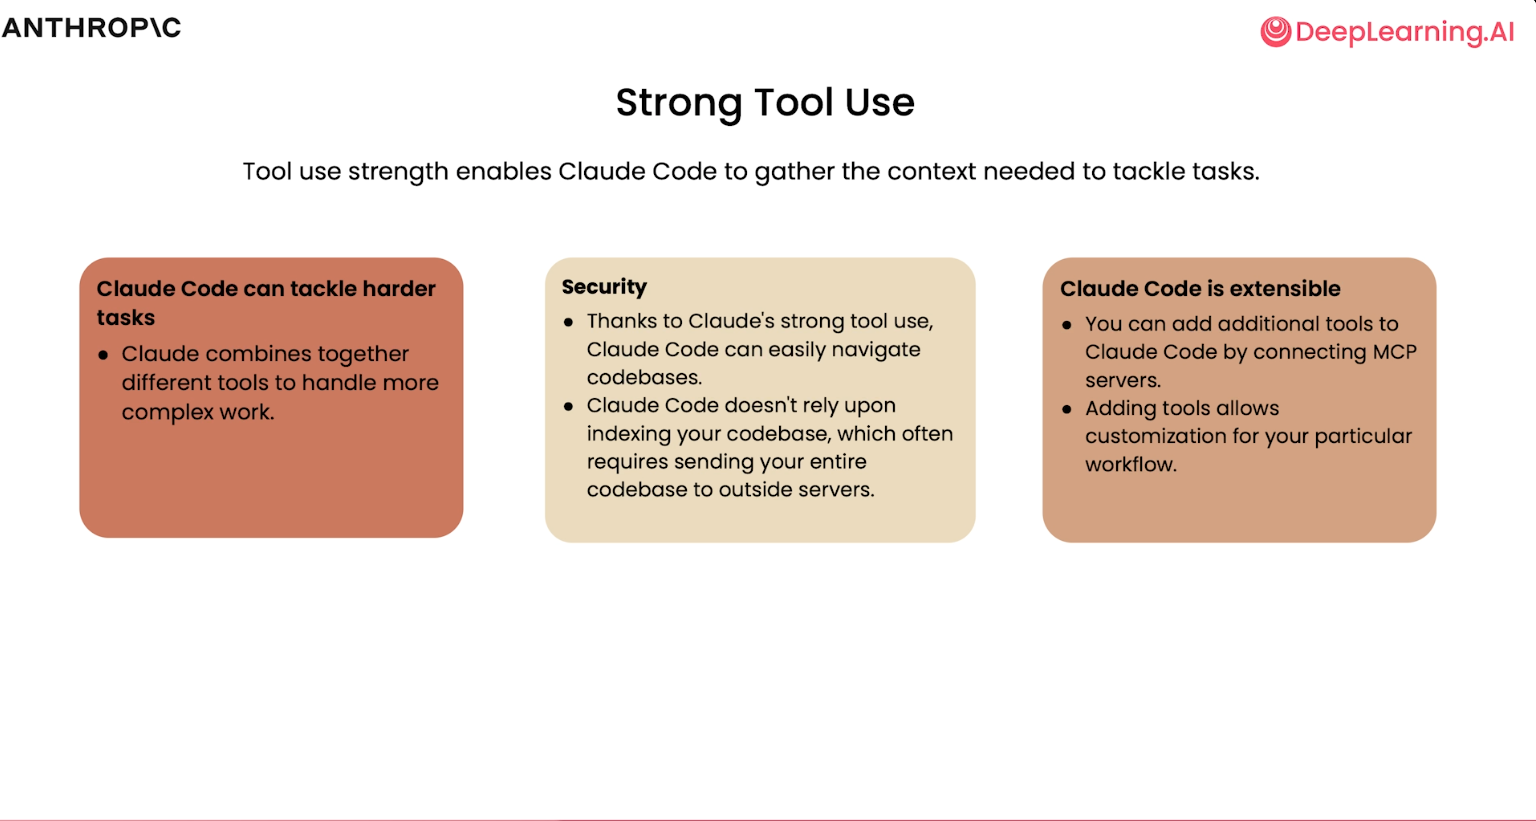 ANTHROP\C
DeepLearning.AI
Strong Tool Use
Tool use strength enables Claude Code to gather the context needed to tackle tasks.
Claude Code can tackle harder
tasks
● Claude combines together
different tools to handle more
complex work.
Security
● Thanks to Claude's strong tool use,
Claude Code can easily navigate
codebases.
● Claude Code doesn't rely upon
indexing your codebase, which often
requires sending your entire
codebase to outside servers.
Claude Code is extensible
● You can add additional tools to
Claude Code by connecting MCP
servers.
● Adding tools allows
customization for your particular
workflow.